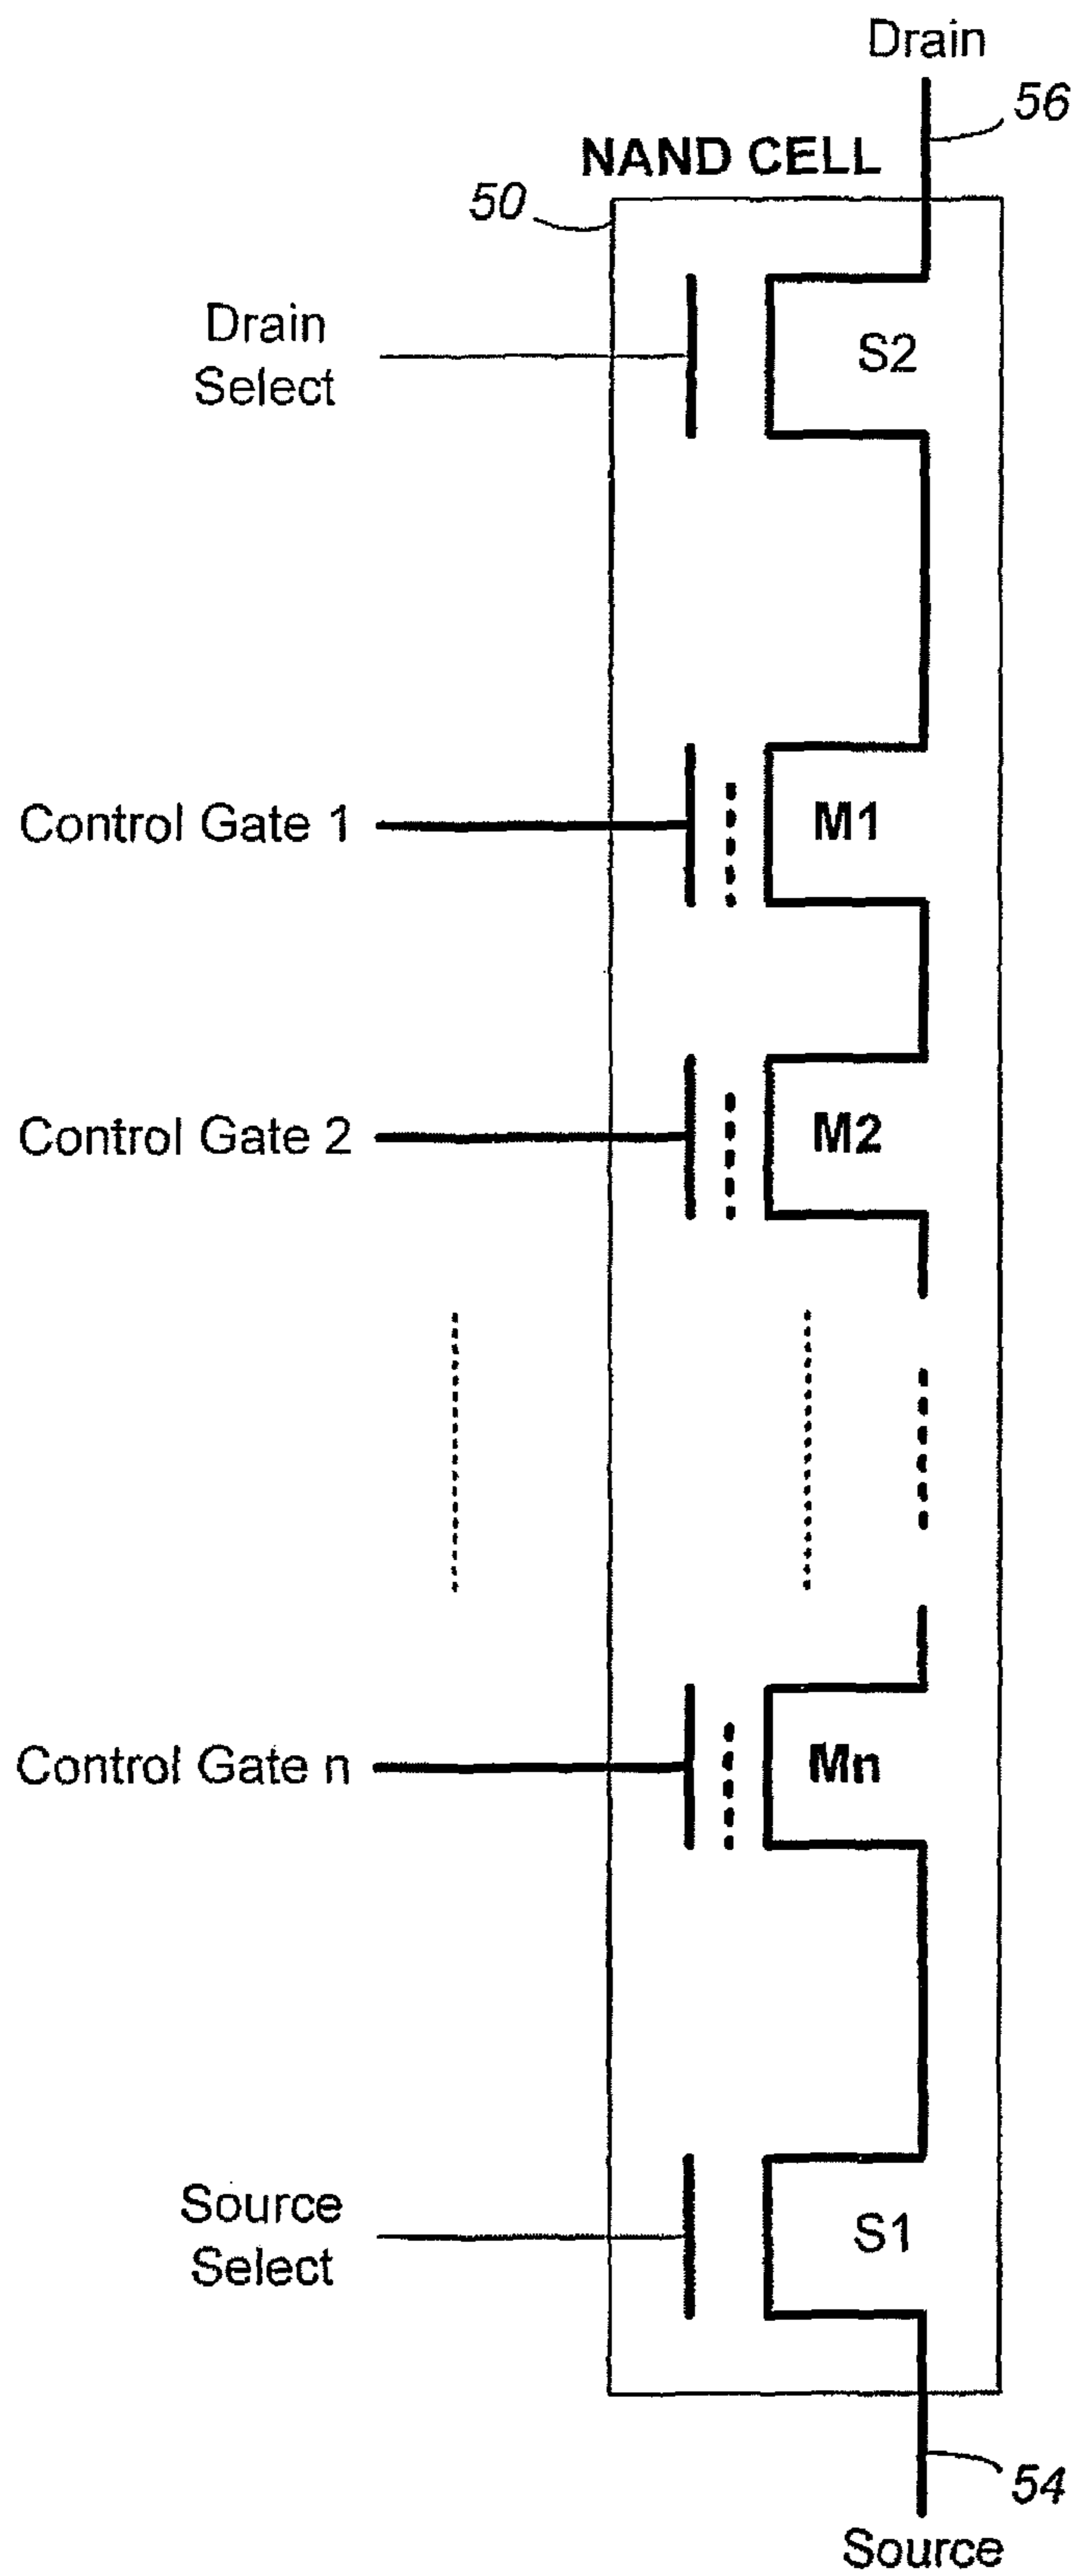 Drain
56
NAND CELL
50
Drain
Select
S2
Control Gate 1
M1
Control Gate 2
M2
Control Gate n
Mn
Source
Select
S1
54
Source